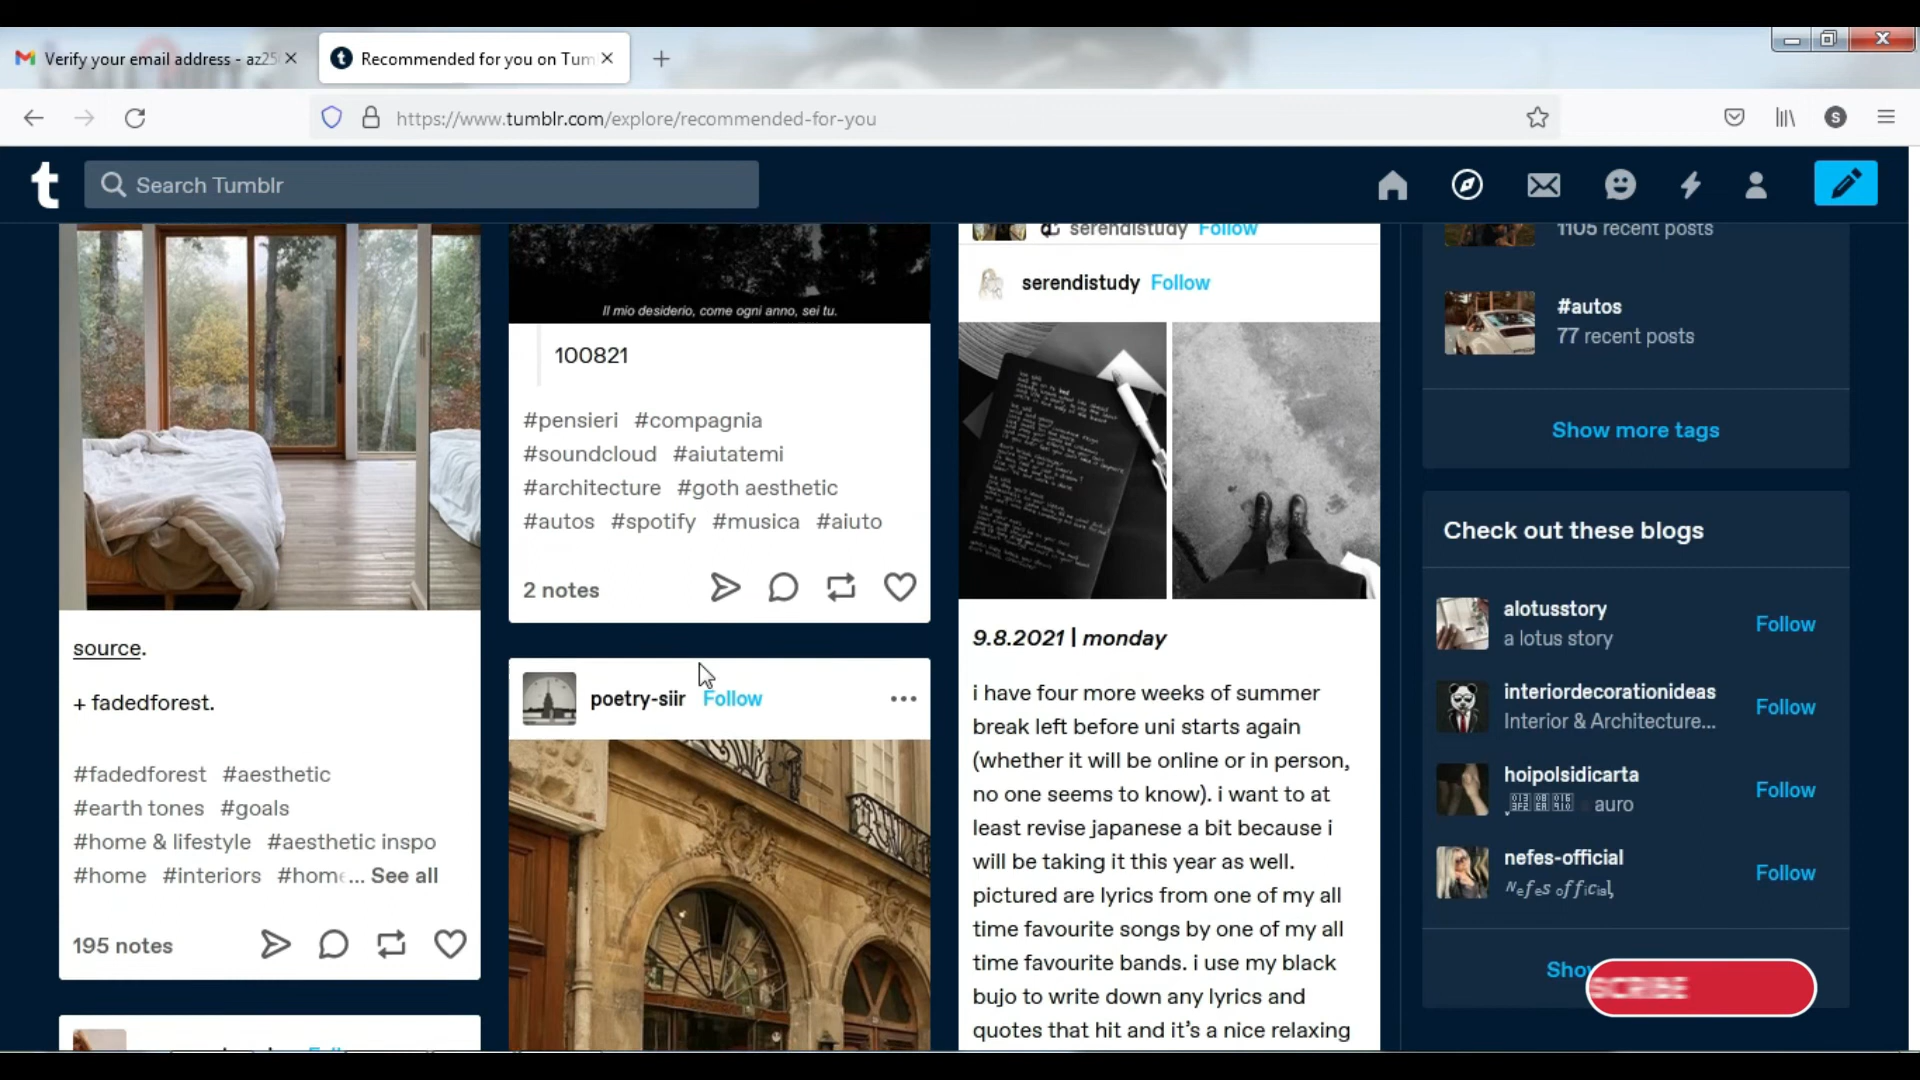 Verify your email address - az25
Recommended for you on Tum
https://www.tumblr.com/explore/recommended-for-you
t
Search Tumblr
source.
+ fadedforest.
#fadedforest #aesthetic
#earth tones #goals
#home & lifestyle #aesthetic inspo
#home #interiors #home... See all
195 notes
Il mio desiderio, come ogni anno, sei tu.
100821
#pensieri #compagnia
#soundcloud #aiutatemi
#architecture #goth aesthetic
#autos #spotify #musica #aiuto
2 notes
poetry-siir Follow
serendistudy Follow
serendistudy Follow
9.8.2021 | monday
i have four more weeks of summer
break left before uni starts again
(whether it will be online or in person,
no one seems to know). i want to at
least revise japanese a bit because i
will be taking it this year as well.
pictured are lyrics from one of my all
time favourite songs by one of my all
time favourite bands. i use my black
bujo to write down any lyrics and
quotes that hit and it's a nice relaxing
1105 recent posts
#autos
77 recent posts
Show more tags
Check out these blogs
alotusstory
a lotus story
Follow
interiordecorationideas
Interior & Architecture...
Follow
hoipolsidicarta
auro
Follow
nefes-official
Nefes official
Follow
Show
SCRIBE